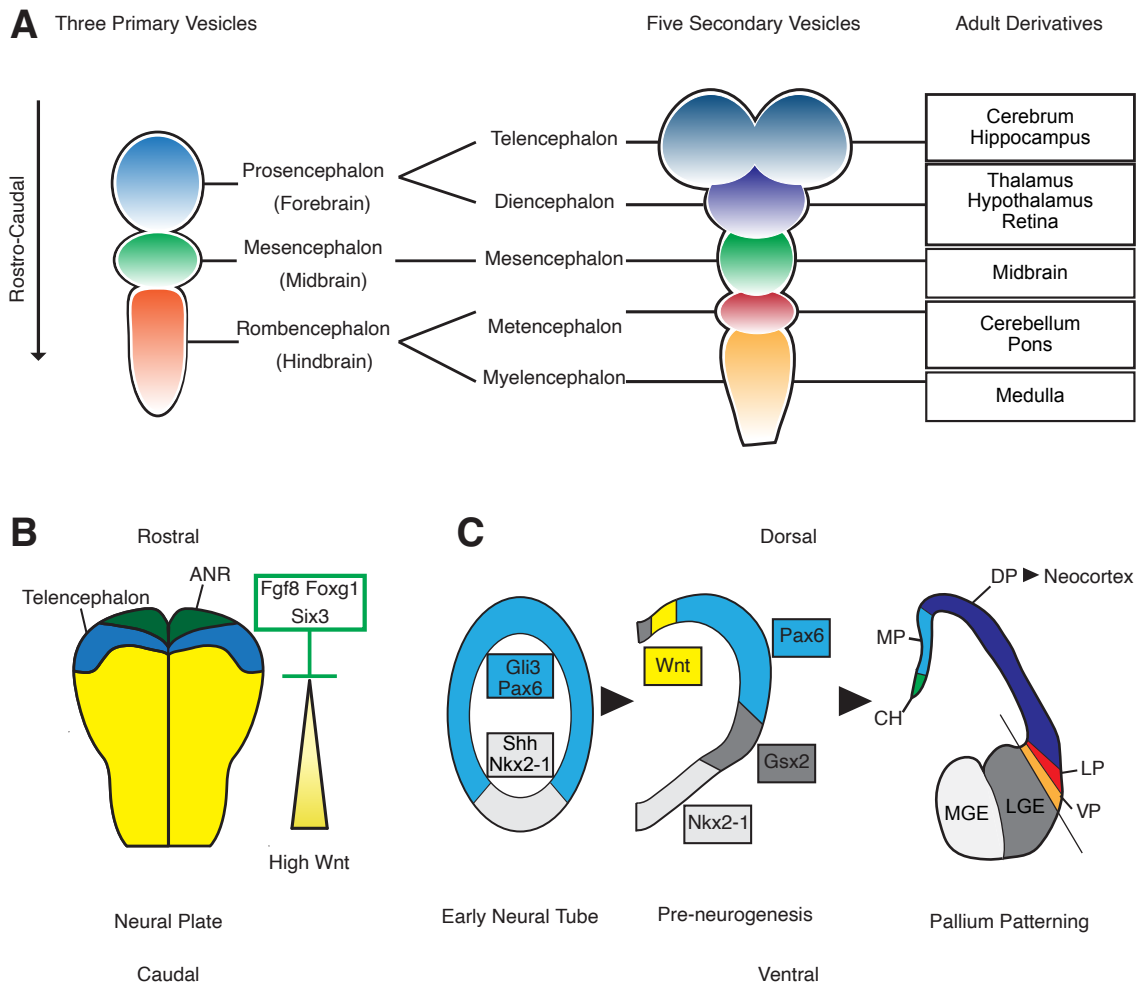 A
Three Primary Vesicles
Five Secondary Vesicles
Adult Derivatives
Rostro-Caudal
Prosencephalon
(Forebrain)
Mesencephalon
(Midbrain)
Rombencephalon
(Hindbrain)
Telencephalon
Diencephalon
Mesencephalon
Metencephalon
Myelencephalon
Cerebrum
Hippocampus
Thalamus
Hypothalamus
Retina
Midbrain
Cerebellum
Pons
Medulla
B
Rostral
Telencephalon
ANR
Fgf8 Foxg1
Six3
High Wnt
Neural Plate
Caudal
C
Dorsal
Gli3
Pax6
Shh
Nkx2-1
Early Neural Tube
Wnt
Pax6
Gsx2
Nkx2-1
Pre-neurogenesis
DP ▶ Neocortex
MP
CH
LP
VP
MGE
LGE
Pallium Patterning
Ventral